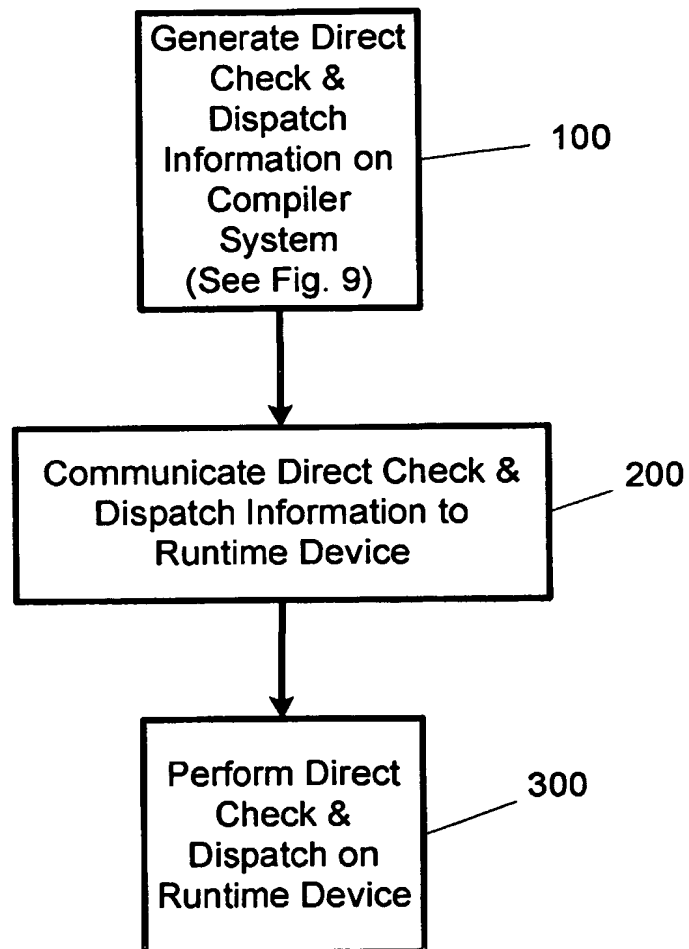 Generate Direct
Check &
Dispatch
Information on
Compiler
System
(See Fig. 9)
100
Communicate Direct Check &
Dispatch Information to
Runtime Device
200
Perform Direct
Check &
Dispatch on
Runtime Device
300